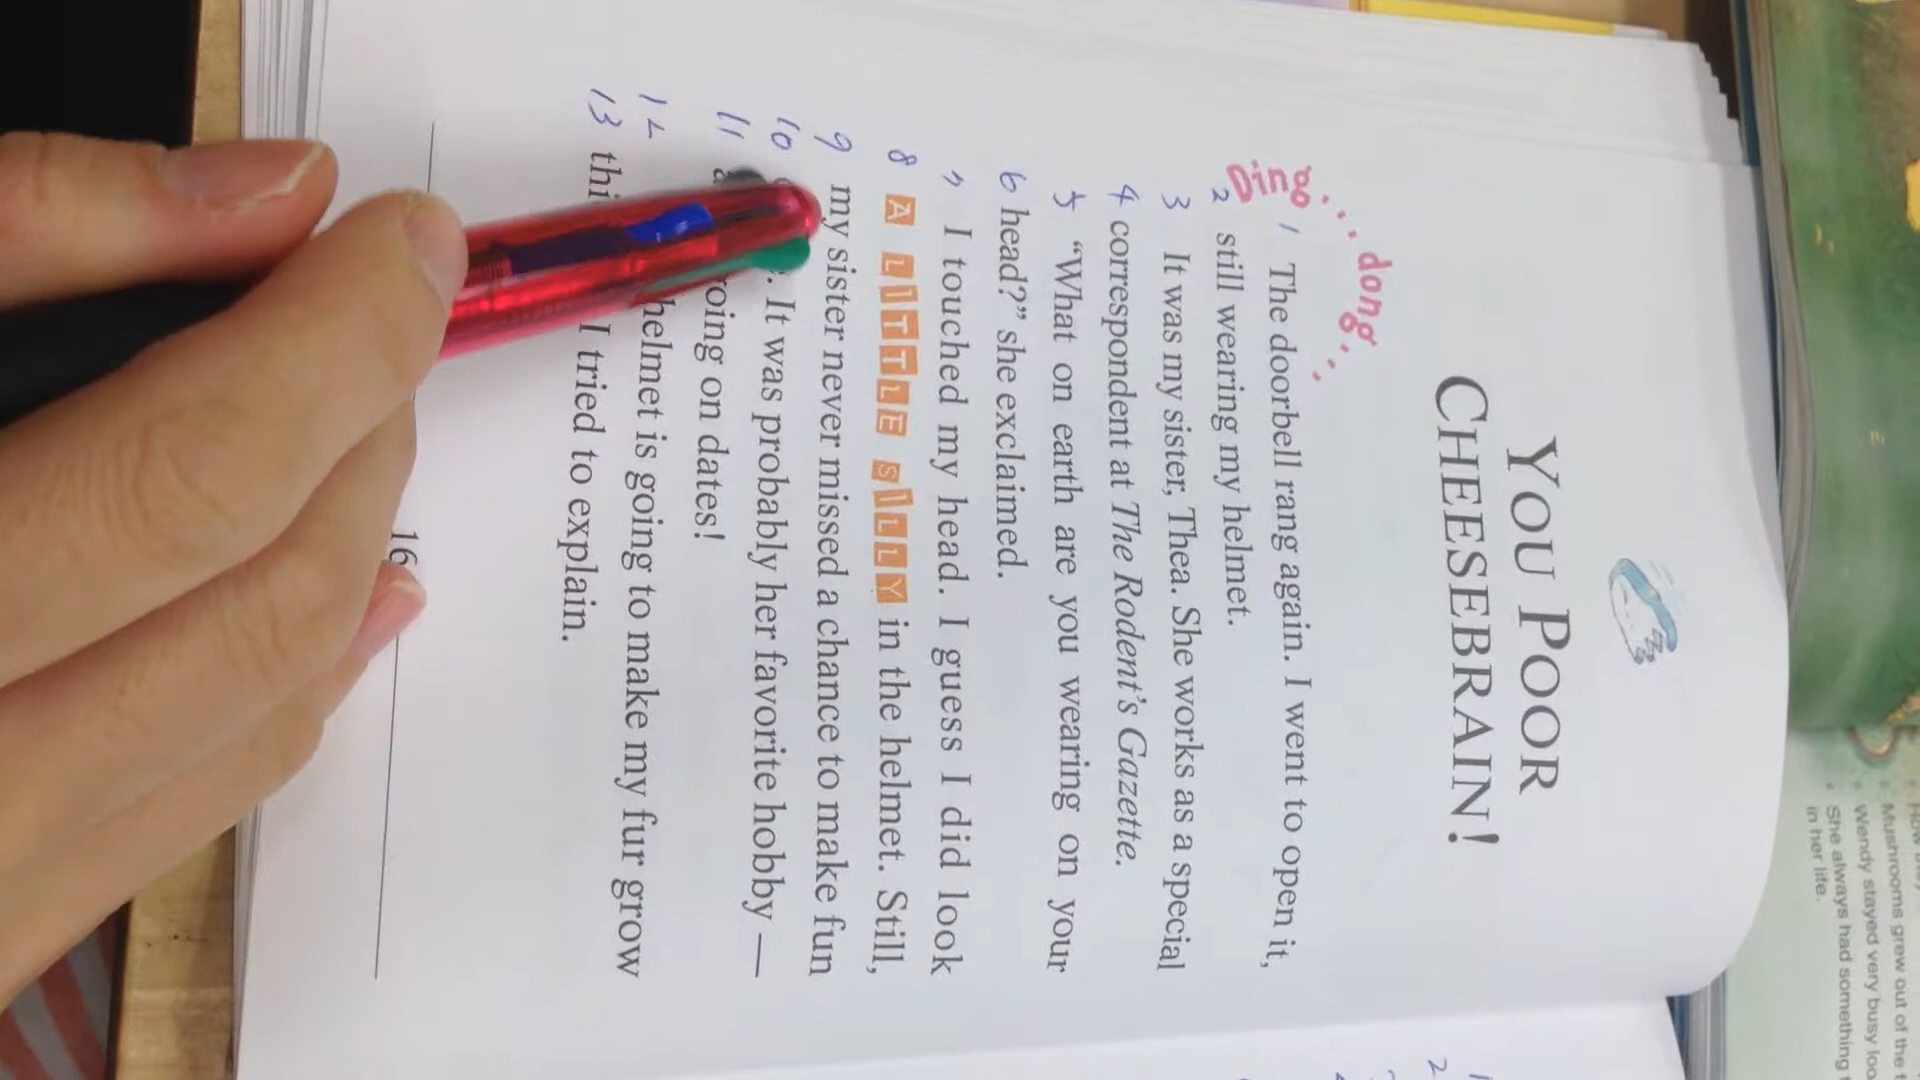 YOU POOR
CHEESEBRAIN!
Ding... dong...
1 The doorbell rang again. I went to open it,
2 still wearing my helmet.
3 It was my sister, Thea. She works as a special
4 correspondent at The Rodent's Gazette.
5 “What on earth are you wearing on your
6 head?” she exclaimed.
7 I touched my head. I guess I did look
8 A LITTLE SILLY in the helmet. Still,
9 my sister never missed a chance to make fun
10 It was probably her favorite hobby —
11 going on dates!
12 helmet is going to make my fur grow
13 I tried to explain.
16
Mushrooms grew out of the
Wendy stayed very busy
She always had something
in her life.
1
2